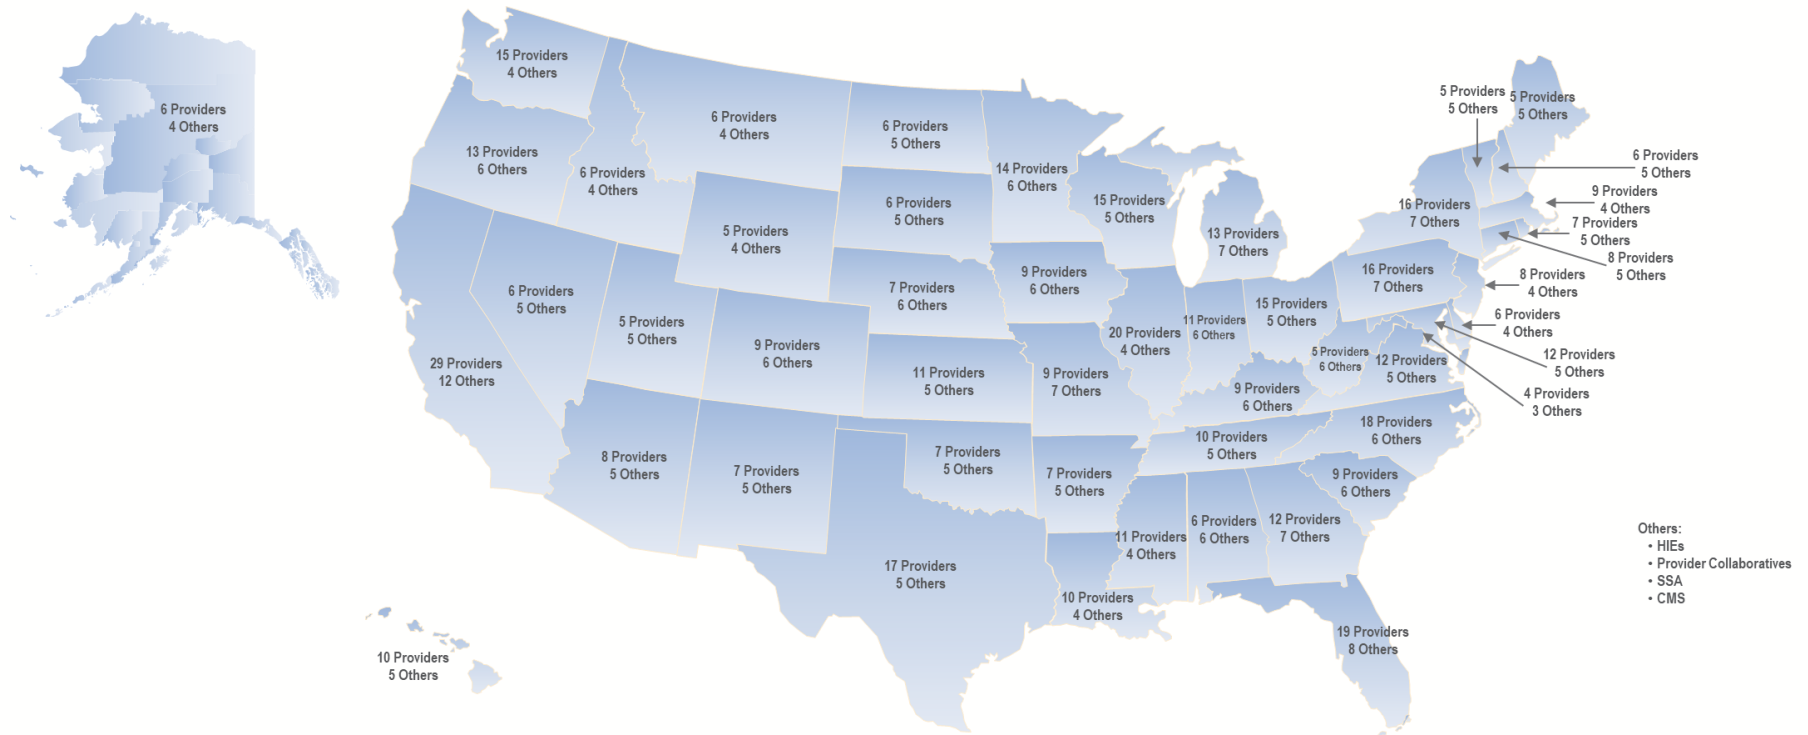 6 Providers
4 Others
15 Providers
4 Others
13 Providers
6 Others
6 Providers
4 Others
6 Providers
4 Others
5 Providers
4 Others
29 Providers
12 Others
6 Providers
5 Others
5 Providers
5 Others
9 Providers
6 Others
8 Providers
5 Others
7 Providers
5 Others
6 Providers
5 Others
6 Providers
5 Others
7 Providers
6 Others
11 Providers
5 Others
7 Providers
5 Others
17 Providers
5 Others
14 Providers
6 Others
9 Providers
6 Others
9 Providers
7 Others
7 Providers
5 Others
10 Providers
4 Others
15 Providers
5 Others
20 Providers
4 Others
13 Providers
7 Others
11 Providers
6 Others
15 Providers
5 Others
9 Providers
6 Others
10 Providers
5 Others
11 Providers
4 Others
6 Providers
6 Others
12 Providers
7 Others
19 Providers
8 Others
9 Providers
6 Others
18 Providers
6 Others
5 Providers
6 Others
12 Providers
5 Others
16 Providers
7 Others
16 Providers
7 Others
5 Providers
5 Others
5 Providers
5 Others
6 Providers
5 Others
9 Providers
4 Others
7 Providers
5 Others
8 Providers
5 Others
8 Providers
4 Others
6 Providers
4 Others
12 Providers
5 Others
4 Providers
3 Others
10 Providers
5 Others
Others:
• HIEs
• Provider Collaboratives
• SSA
• CMS